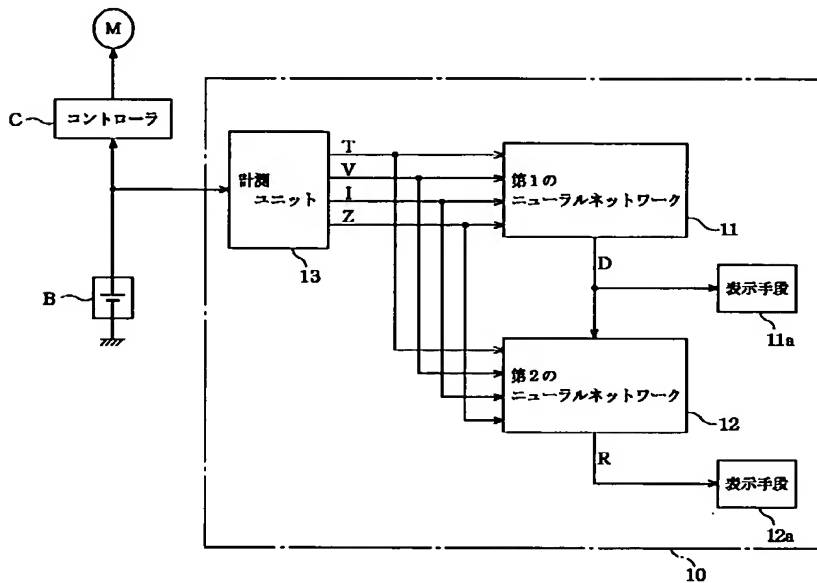 M
C
コントローラ
B
計測
ユニット
13
T
V
I
Z
第1の
ニューラルネットワーク
11
D
表示手段
11a
第2の
ニューラルネットワーク
12
R
表示手段
12a
10